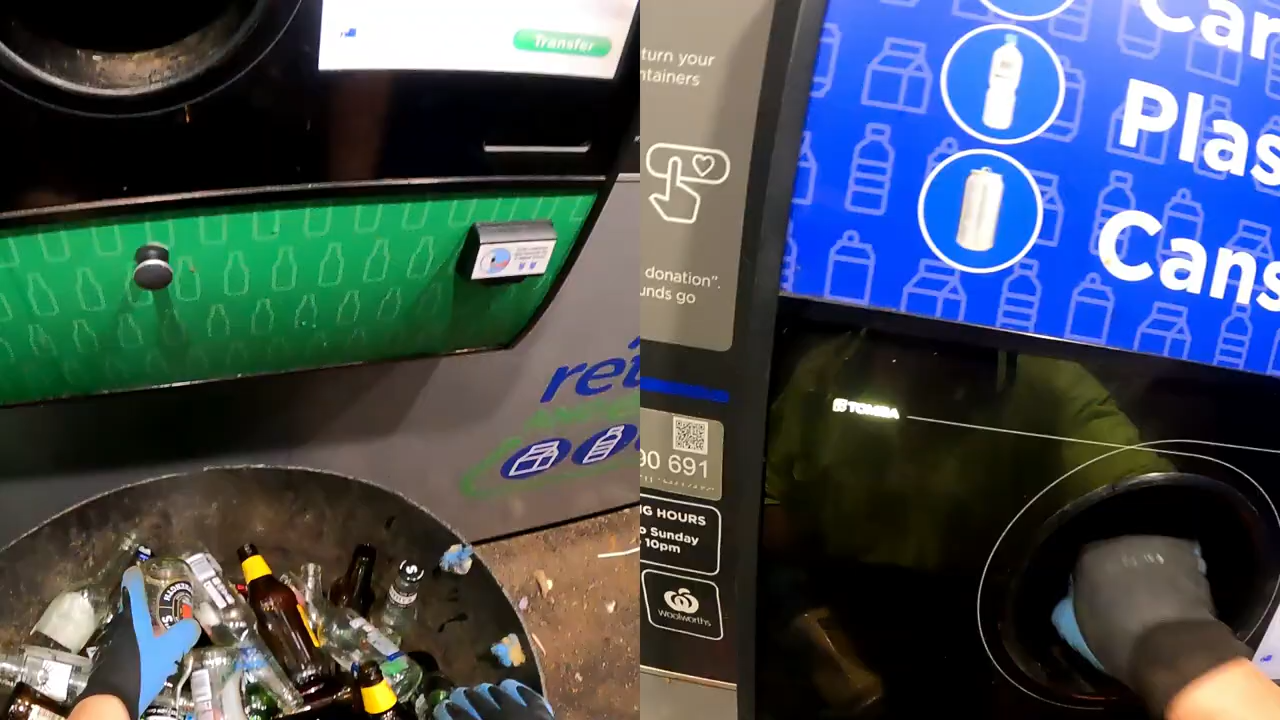 Transfer
turn your
ntainers
donation".
unds go
90 691
G HOURS
o Sunday
10pm
woolworths
Car
Plas
Cans
TOMRA